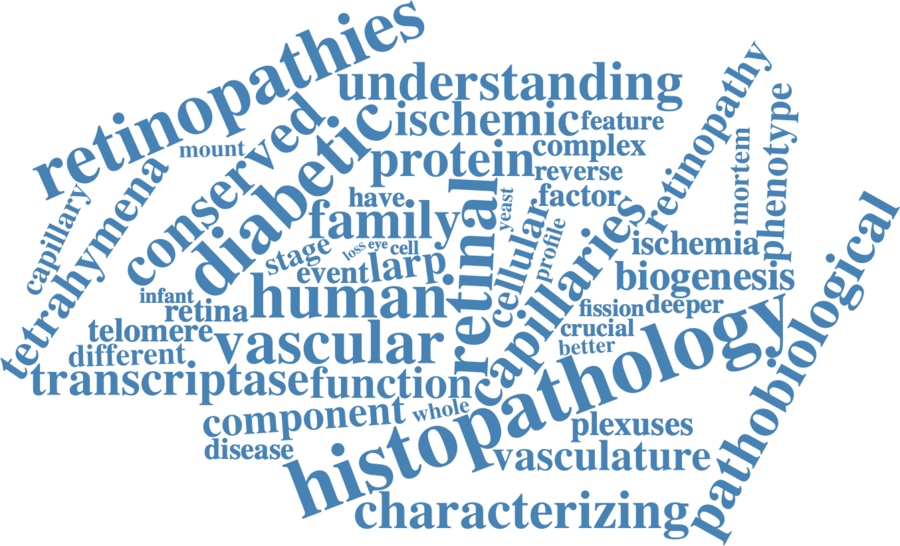 retinopathies
understanding
diabetic
ischemic
feature
retinopathy
conserved
mount
protein
complex
reverse
phenotype
mortem
tetrahymena
capillary
have
yeast
factor
family
retinal
cellular
profile
capillaries
stage
loss
eye
cell
event
larp
ischemia
biogenesis
pathobiological
infant
retina
human
fission
deeper
telomere
vascular
crucial
different
better
histopathology
transcriptase
function
component
whole
plexuses
disease
vasculature
characterizing